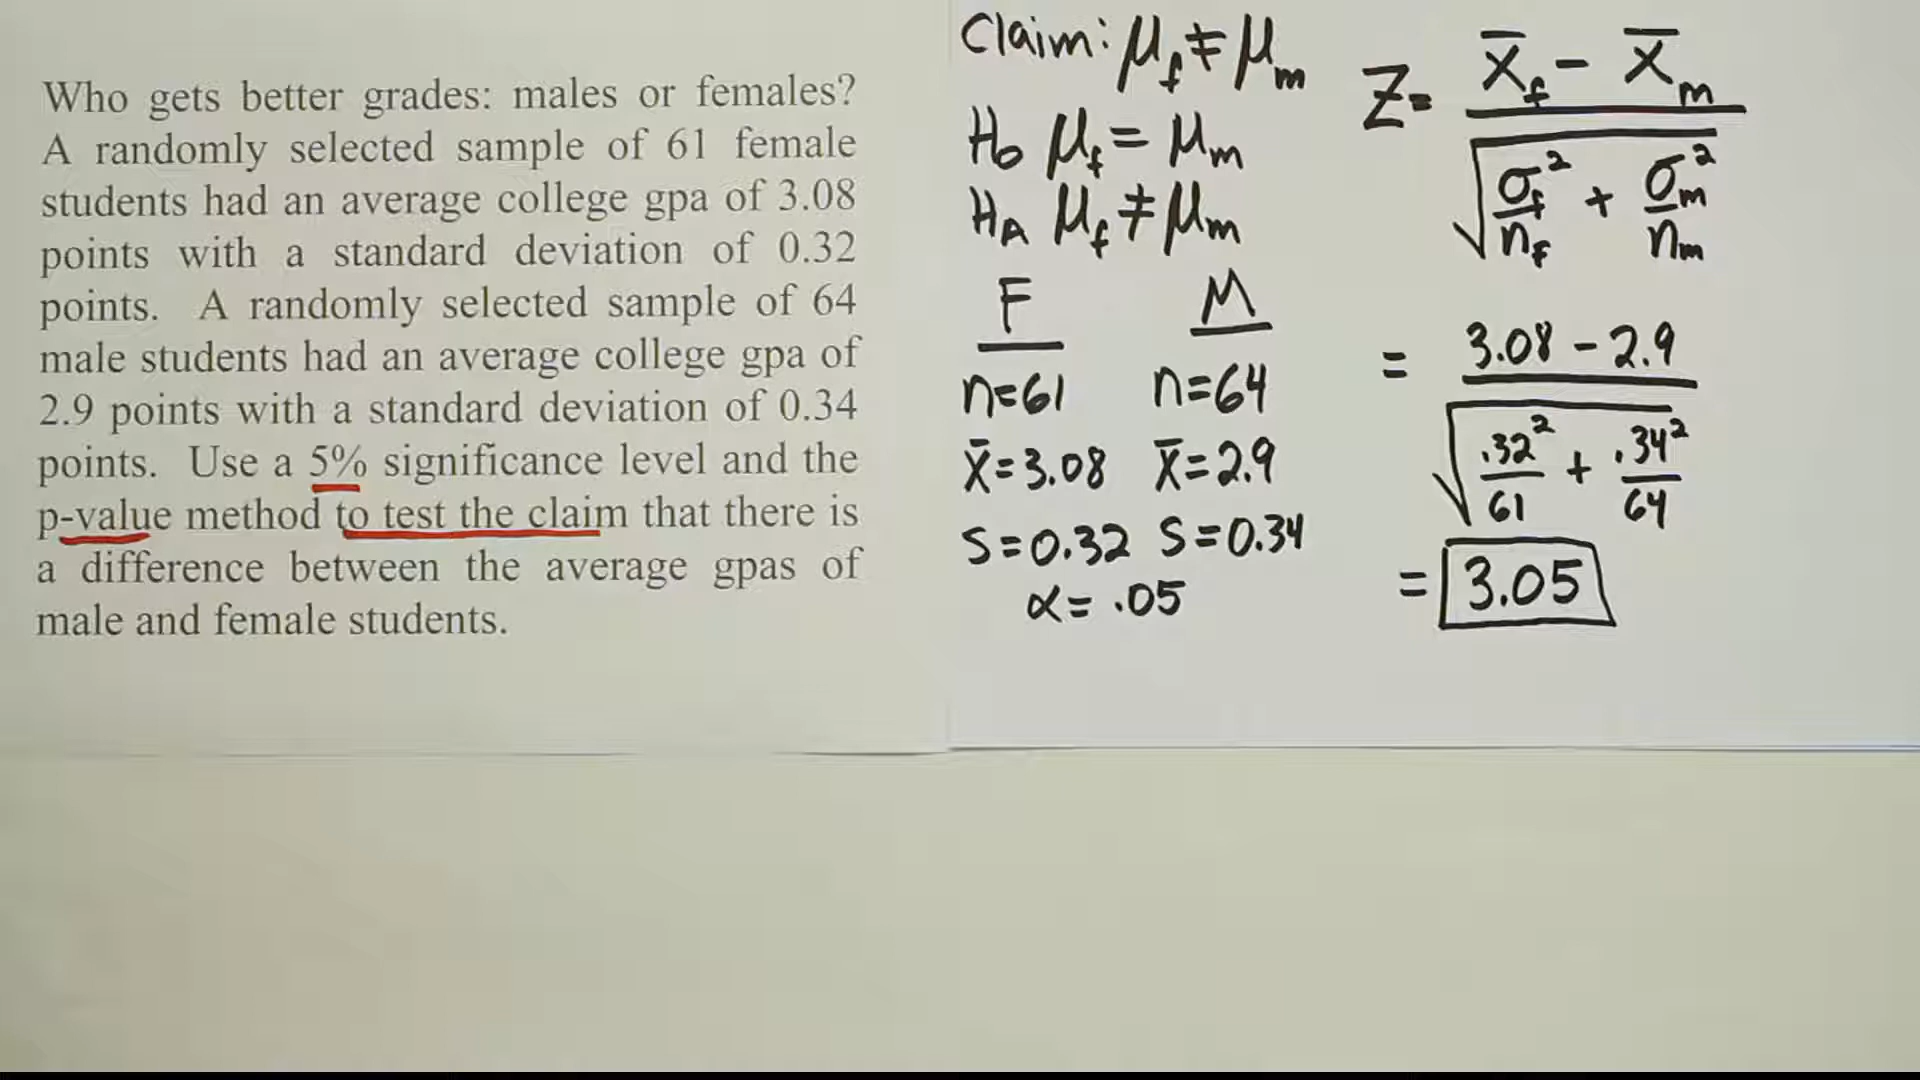 Who gets better grades: males or females?
A randomly selected sample of 61 female
students had an average college gpa of 3.08
points with a standard deviation of 0.32
points. A randomly selected sample of 64
male students had an average college gpa of
2.9 points with a standard deviation of 0.34
points. Use a 5% significance level and the
p-value method to test the claim that there is
a difference between the average gpas of
male and female students.
Claim: μf ≠ μm
H0 μf = μm
HA μf ≠ μm
F M
n=61 n=64
x̄=3.08 x̄=2.9
S=0.32 S=0.34
α= .05
Z= x̄f - x̄m
√ σf² / nf + σm² / nm
= 3.08 - 2.9
√ .32² / 61 + .34² / 64
= 3.05